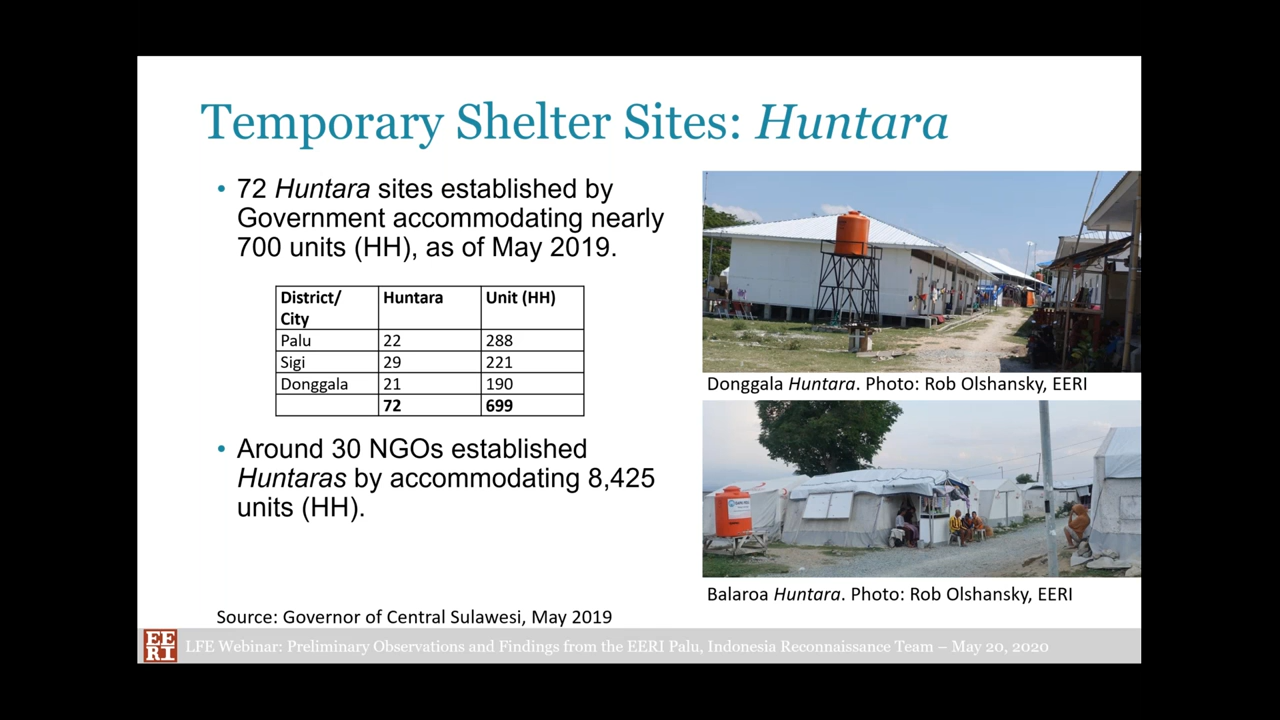 Temporary Shelter Sites: Huntara
• 72 Huntara sites established by
Government accommodating nearly
700 units (HH), as of May 2019.
District/ Huntara Unit (HH)
City
Palu 22 288
Sigi 29 221
Donggala 21 190
72 699
• Around 30 NGOs established
Huntaras by accommodating 8,425
units (HH).
Source: Governor of Central Sulawesi, May 2019
Donggala Huntara. Photo: Rob Olshansky, EERI
Balaroa Huntara. Photo: Rob Olshansky, EERI
EE
RI
LFE Webinar: Preliminary Observations and Findings from the EERI Palu, Indonesia Reconnaissance Team – May 20, 2020